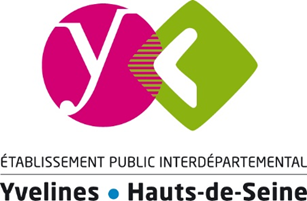 y
ÉTABLISSEMENT PUBLIC INTERDÉPARTEMENTAL
Yvelines • Hauts-de-Seine